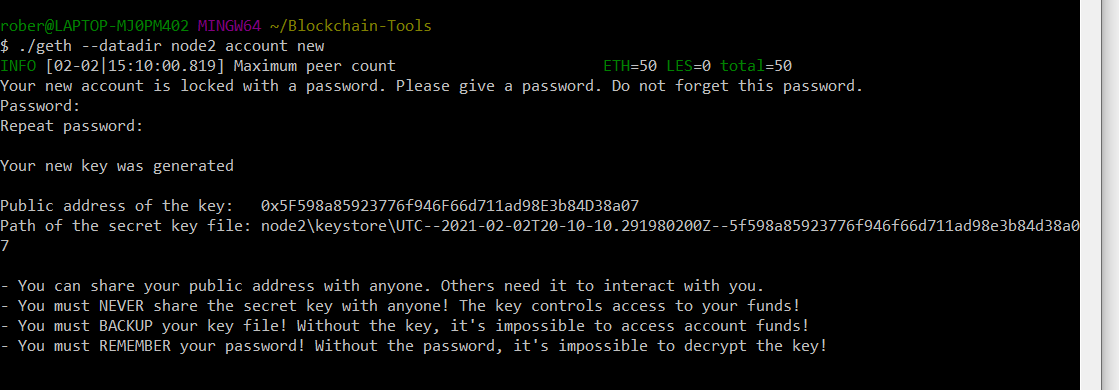 rober@LAPTOP-MJ0PM402 MINGW64 ~/Blockchain-Tools
$ ./geth --datadir node2 account new
INFO [02-02|15:10:00.819] Maximum peer count                       ETH=50 LES=0 total=50
Your new account is locked with a password. Please give a password. Do not forget this password.
Password:
Repeat password:

Your new key was generated

Public address of the key:   0x5F598a85923776f946F66d711ad98E3b84D38a07
Path of the secret key file: node2\keystore\UTC--2021-02-02T20-10-10.291980200Z--5f598a85923776f946f66d711ad98e3b84d38a0
7

- You can share your public address with anyone. Others need it to interact with you.
- You must NEVER share the secret key with anyone! The key controls access to your funds!
- You must BACKUP your key file! Without the key, it's impossible to access account funds!
- You must REMEMBER your password! Without the password, it's impossible to decrypt the key!